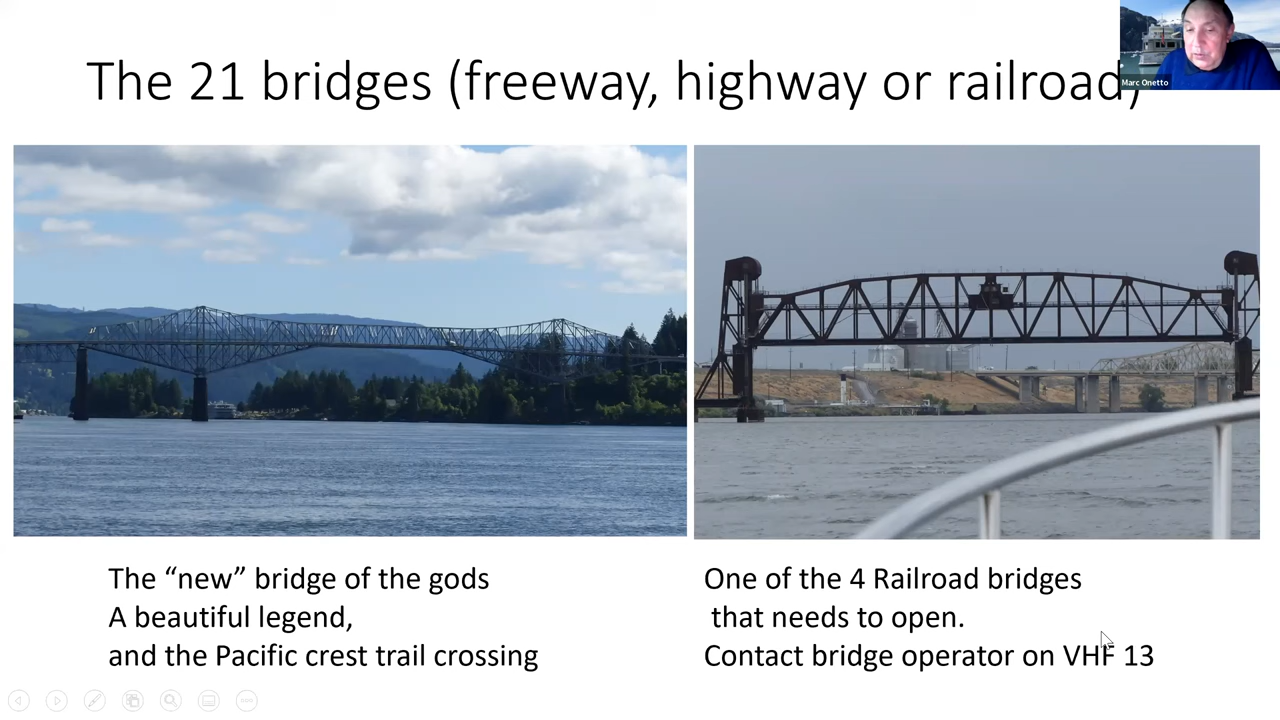 The 21 bridges (freeway, highway or railroad)
Marc Onetto
The “new” bridge of the gods
A beautiful legend,
and the Pacific crest trail crossing
One of the 4 Railroad bridges
that needs to open.
Contact bridge operator on VHF 13